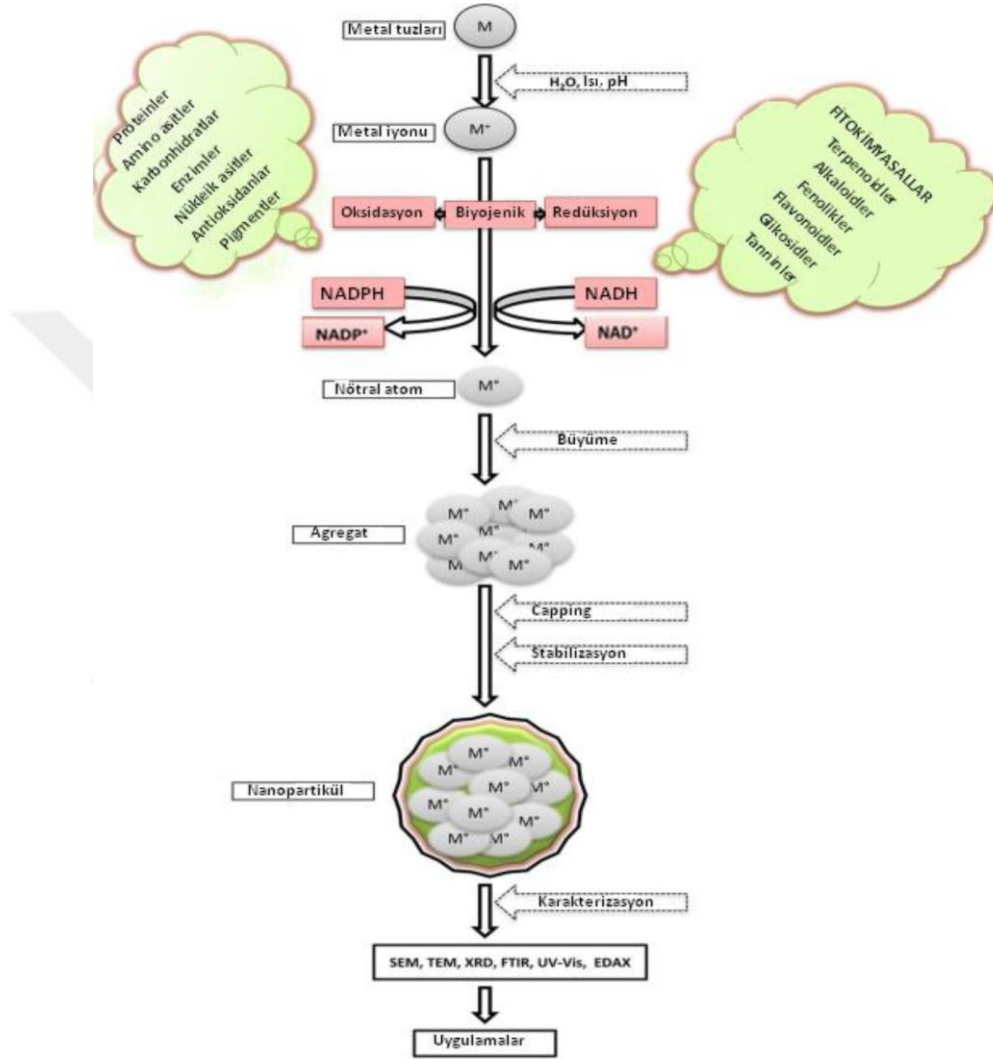 Metal tuzları
M
H₂O, Isı, pH
Metal iyonu
M⁺
Proteinler
Amino asitler
Karbonhidratlar
Enzimler
Nükleik asitler
Antioksidanlar
Pigmentler
FİTOKİMYASALLAR
Terpenoidler
Alkaloidler
Fenolikler
Flavonoidler
Glikosidler
Tanninler
Oksidasyon
Biyojenik
Redüksiyon
NADPH
NADP⁺
NADH
NAD⁺
Nötral atom
M°
Büyüme
Agregat
M°
M°
M°
M°
M°
M°
M°
M°
M°
Capping
Stabilizasyon
Nanopartikül
M°
M°
M°
M°
M°
M°
M°
M°
M°
M°
Karakterizasyon
SEM, TEM, XRD, FTIR, UV-Vis, EDAX
Uygulamalar